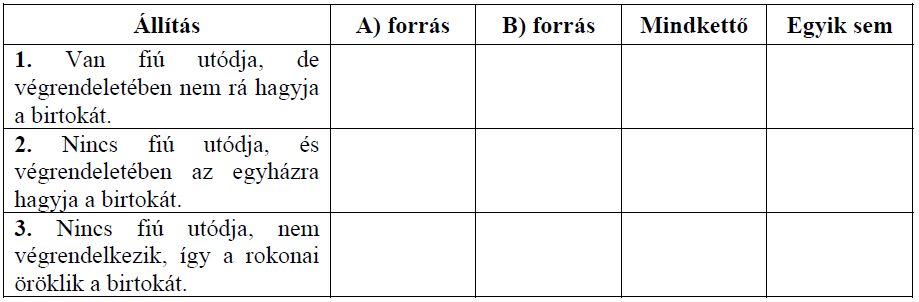 Állítás A) forrás B) forrás Mindkettő Egyik sem
1. Van fiú utódja, de
végrendeletében nem rá hagyja
a birtokát.
2. Nincs fiú utódja, és
végrendeletében az egyházra
hagyja a birtokát.
3. Nincs fiú utódja, nem
végrendelkezik, így a rokonai
öröklik a birtokát.